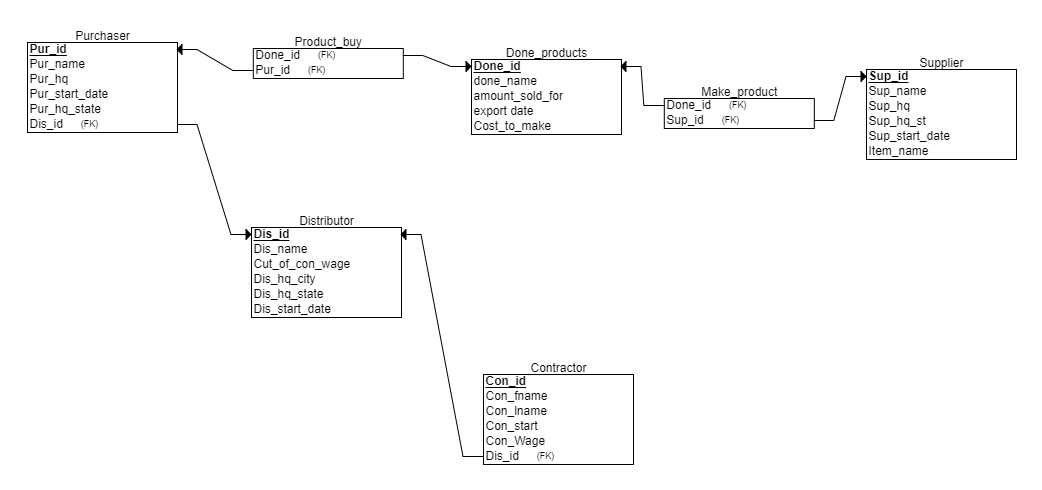 Purchaser
Pur_id
Pur_name
Pur_hq
Pur_start_date
Pur_hq_state
Dis_id (FK)
Product_buy
Done_id (FK)
Pur_id (FK)
Done_products
Done_id
done_name
amount_sold_for
export date
Cost_to_make
Make_product
Done_id (FK)
Sup_id (FK)
Supplier
Sup_id
Sup_name
Sup_hq
Sup_hq_st
Sup_start_date
Item_name
Distributor
Dis_id
Dis_name
Cut_of_con_wage
Dis_hq_city
Dis_hq_state
Dis_start_date
Contractor
Con_id
Con_fname
Con_lname
Con_start
Con_Wage
Dis_id (FK)